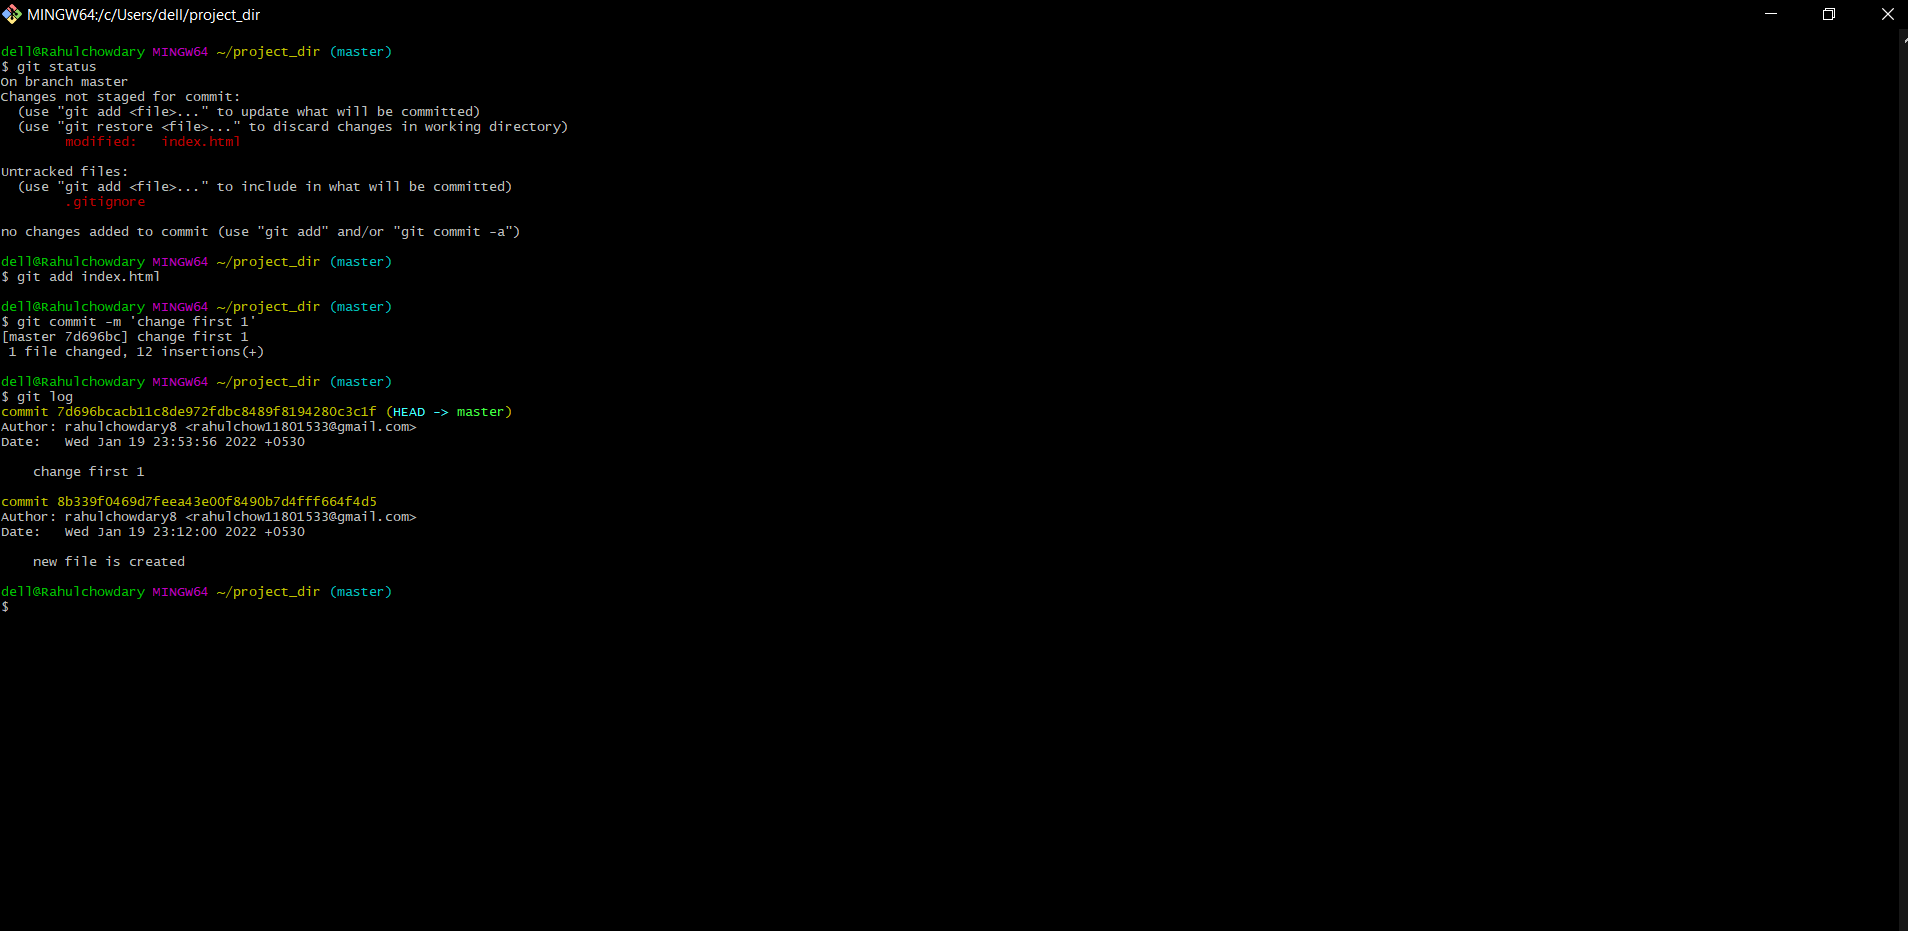 MINGW64:/c/Users/dell/project_dir
dell@Rahulchowdary MINGW64 ~/project_dir (master)
$ git status
On branch master
Changes not staged for commit:
  (use "git add <file>..." to update what will be committed)
  (use "git restore <file>..." to discard changes in working directory)
        modified:   index.html

Untracked files:
  (use "git add <file>..." to include in what will be committed)
        .gitignore

no changes added to commit (use "git add" and/or "git commit -a")

dell@Rahulchowdary MINGW64 ~/project_dir (master)
$ git add index.html

dell@Rahulchowdary MINGW64 ~/project_dir (master)
$ git commit -m 'change first 1'
[master 7d696bc] change first 1
 1 file changed, 12 insertions(+)

dell@Rahulchowdary MINGW64 ~/project_dir (master)
$ git log
commit 7d696bcacb11c8de972fdbc8489f8194280c3c1f (HEAD -> master)
Author: rahulchowdary8 <rahulchow11801533@gmail.com>
Date:   Wed Jan 19 23:53:56 2022 +0530

    change first 1

commit 8b339f0469d7feea43e00f8490b7d4fff664f4d5
Author: rahulchowdary8 <rahulchow11801533@gmail.com>
Date:   Wed Jan 19 23:12:00 2022 +0530

    new file is created

dell@Rahulchowdary MINGW64 ~/project_dir (master)
$